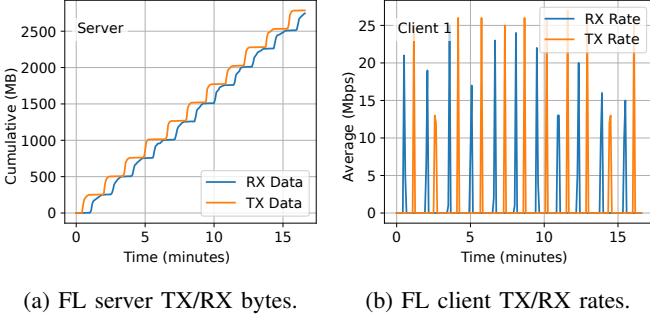 Server
Cumulative (MB)
2500
2000
1500
1000
500
0
RX Data
TX Data
0 5 10 15
Time (minutes)
(a) FL server TX/RX bytes.
Client 1
Average (Mbps)
25
20
15
10
5
0
RX Rate
TX Rate
0 5 10 15
Time (minutes)
(b) FL client TX/RX rates.